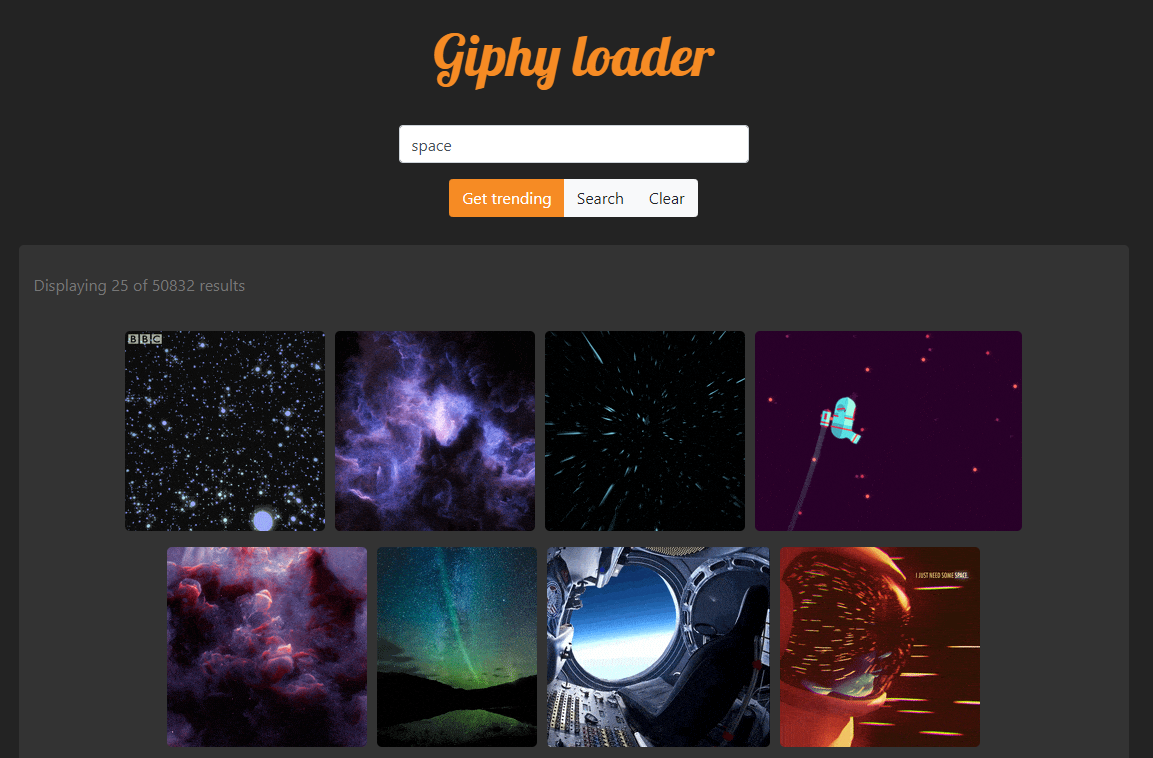 Giphy loader
space
Get trending Search Clear
Displaying 25 of 50832 results
BBC
I JUST NEED SOME SPACE.